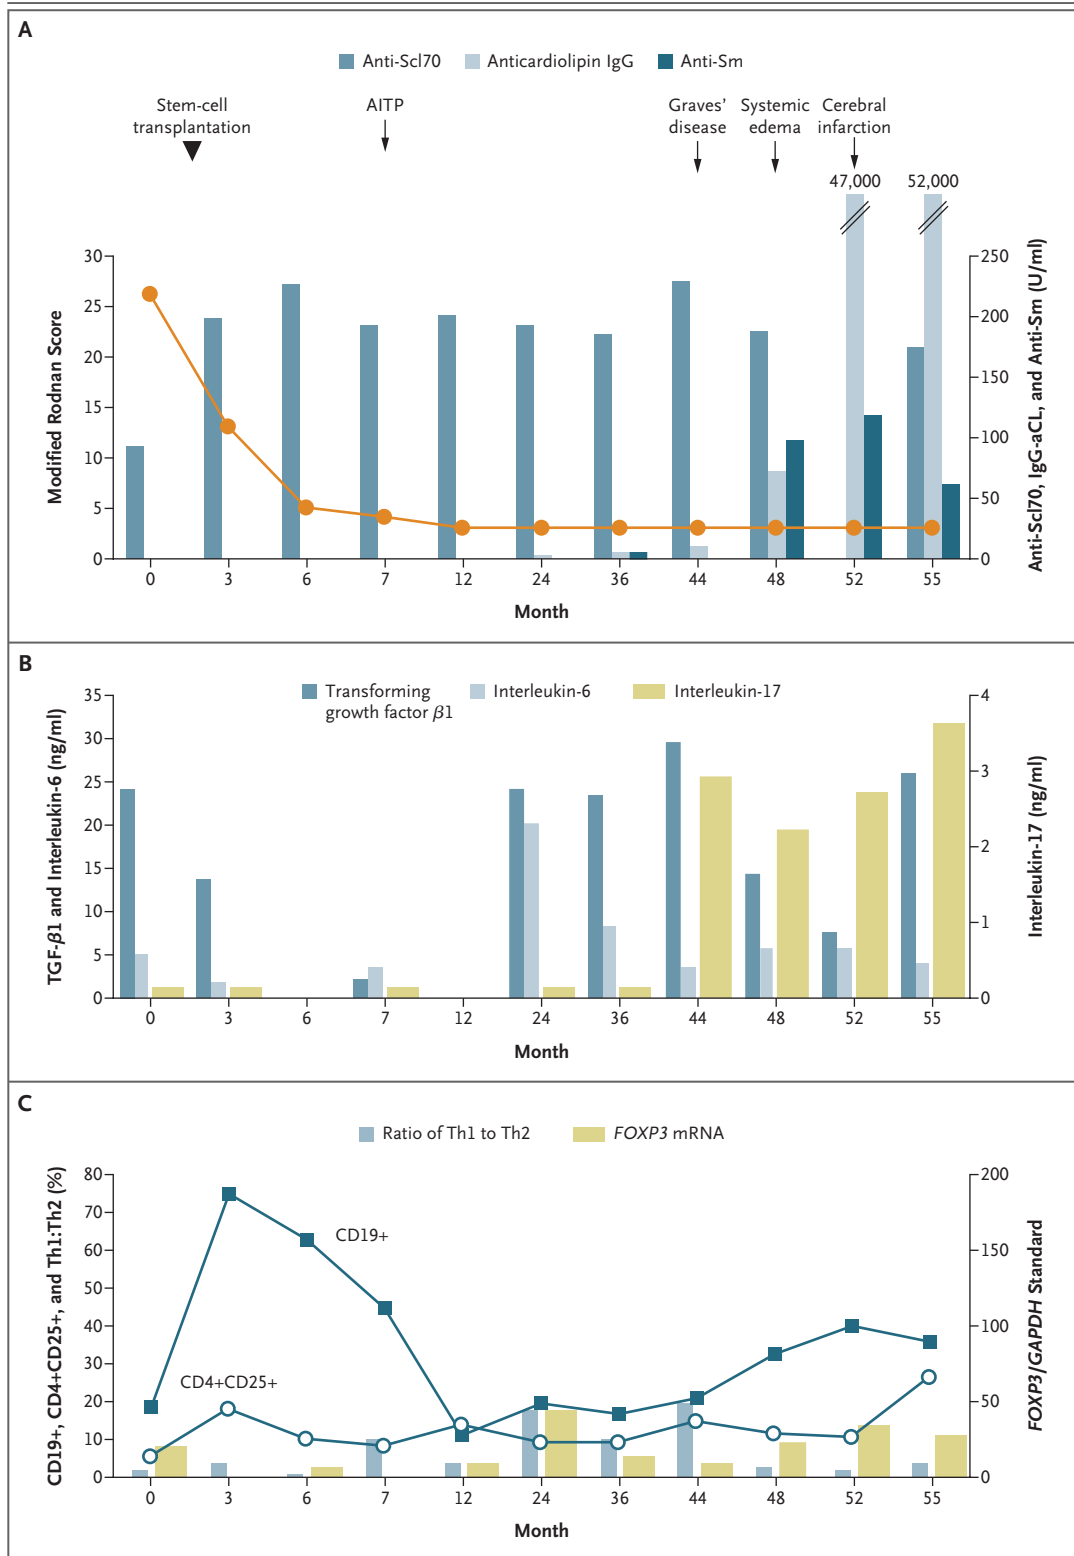 A
Anti-Scl70 Anticardiolipin IgG Anti-Sm
Stem-cell transplantation
AITP
Graves' disease
Systemic edema
Cerebral infarction
47,000 52,000
Modified Rodnan Score
30
25
20
15
10
5
0
Anti-Scl70, IgG-aCL, and Anti-Sm (U/ml)
250
200
150
100
50
0
0 3 6 7 12 24 36 44 48 52 55
Month
B
Transforming growth factor β1
Interleukin-6
Interleukin-17
TGF-β1 and Interleukin-6 (ng/ml)
35
30
25
20
15
10
5
0
Interleukin-17 (ng/ml)
4
3
2
1
0
0 3 6 7 12 24 36 44 48 52 55
Month
C
Ratio of Th1 to Th2 FOXP3 mRNA
CD19+, CD4+CD25+, and Th1:Th2 (%)
80
70
60
50
40
30
20
10
0
CD19+
CD4+CD25+
FOXP3/GAPDH Standard
200
150
100
50
0
0 3 6 7 12 24 36 44 48 52 55
Month